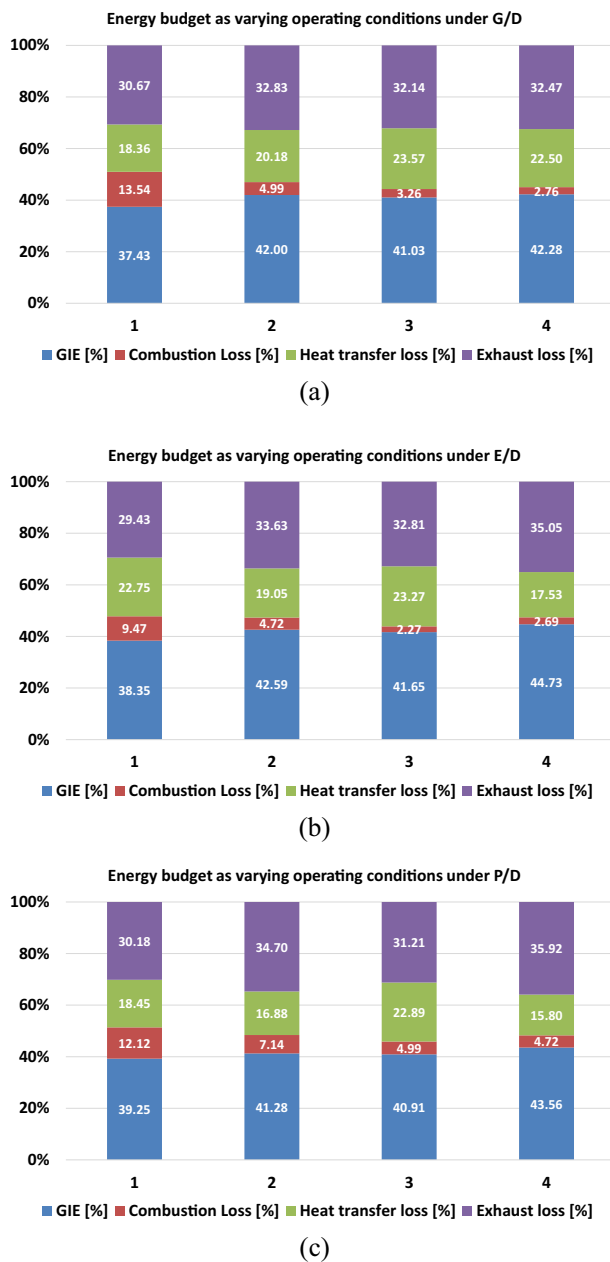 Energy budget as varying operating conditions under G/D
100%
30.67 32.83 32.14 32.47
80%
60%
18.36 20.18 23.57 22.50
40%
13.54 4.99 3.26 2.76
20%
37.43 42.00 41.03 42.28
0%
1 2 3 4
GIE [%] Combustion Loss [%] Heat transfer loss [%] Exhaust loss [%]
(a)
Energy budget as varying operating conditions under E/D
100%
29.43 33.63 32.81 35.05
80%
60%
22.75 19.05 23.27 17.53
40%
9.47 4.72 2.27 2.69
20%
38.35 42.59 41.65 44.73
0%
1 2 3 4
GIE [%] Combustion Loss [%] Heat transfer loss [%] Exhaust loss [%]
(b)
Energy budget as varying operating conditions under P/D
100%
30.18 34.70 31.21 35.92
80%
60%
18.45 16.88 22.89 15.80
40%
12.12 7.14 4.99 4.72
20%
39.25 41.28 40.91 43.56
0%
1 2 3 4
GIE [%] Combustion Loss [%] Heat transfer loss [%] Exhaust loss [%]
(c)